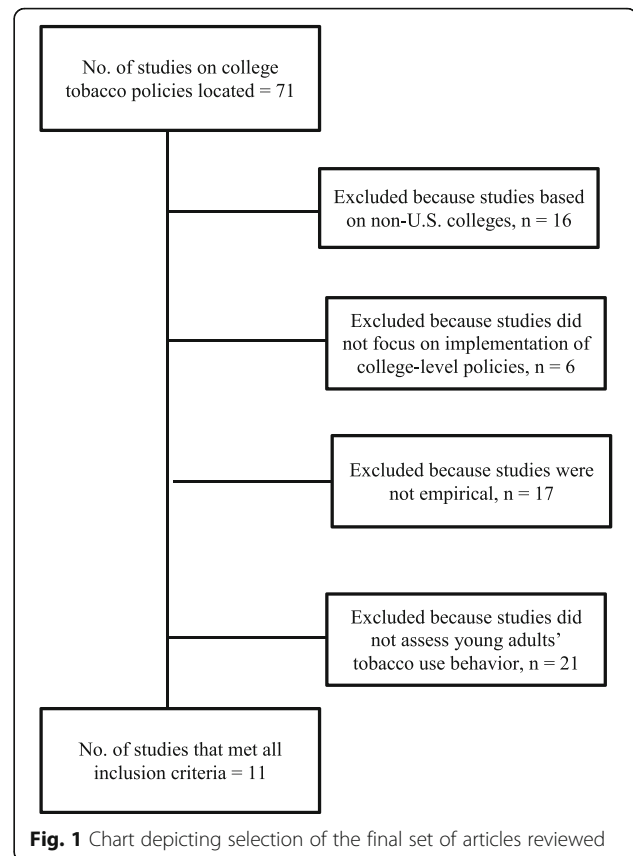 No. of studies on college
tobacco policies located = 71
Excluded because studies based
on non-U.S. colleges, n = 16
Excluded because studies did
not focus on implementation of
college-level policies, n = 6
Excluded because studies were
not empirical, n = 17
Excluded because studies did
not assess young adults’
tobacco use behavior, n = 21
No. of studies that met all
inclusion criteria = 11
Fig. 1 Chart depicting selection of the final set of articles reviewed